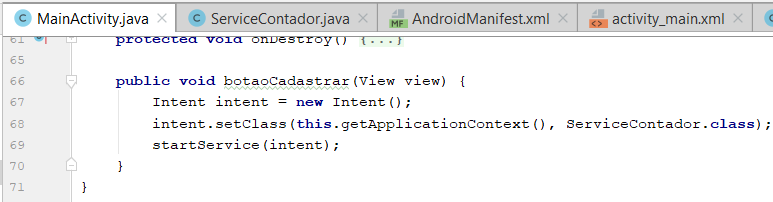 MainActivity.java × ServiceContador.java × AndroidManifest.xml × activity_main.xml ×
61 protected void onDestroy() {...}
65
66 public void botaoCadastrar(View view) {
67 Intent intent = new Intent();
68 intent.setClass(this.getApplicationContext(), ServiceContador.class);
69 startService(intent);
70 }
71 }